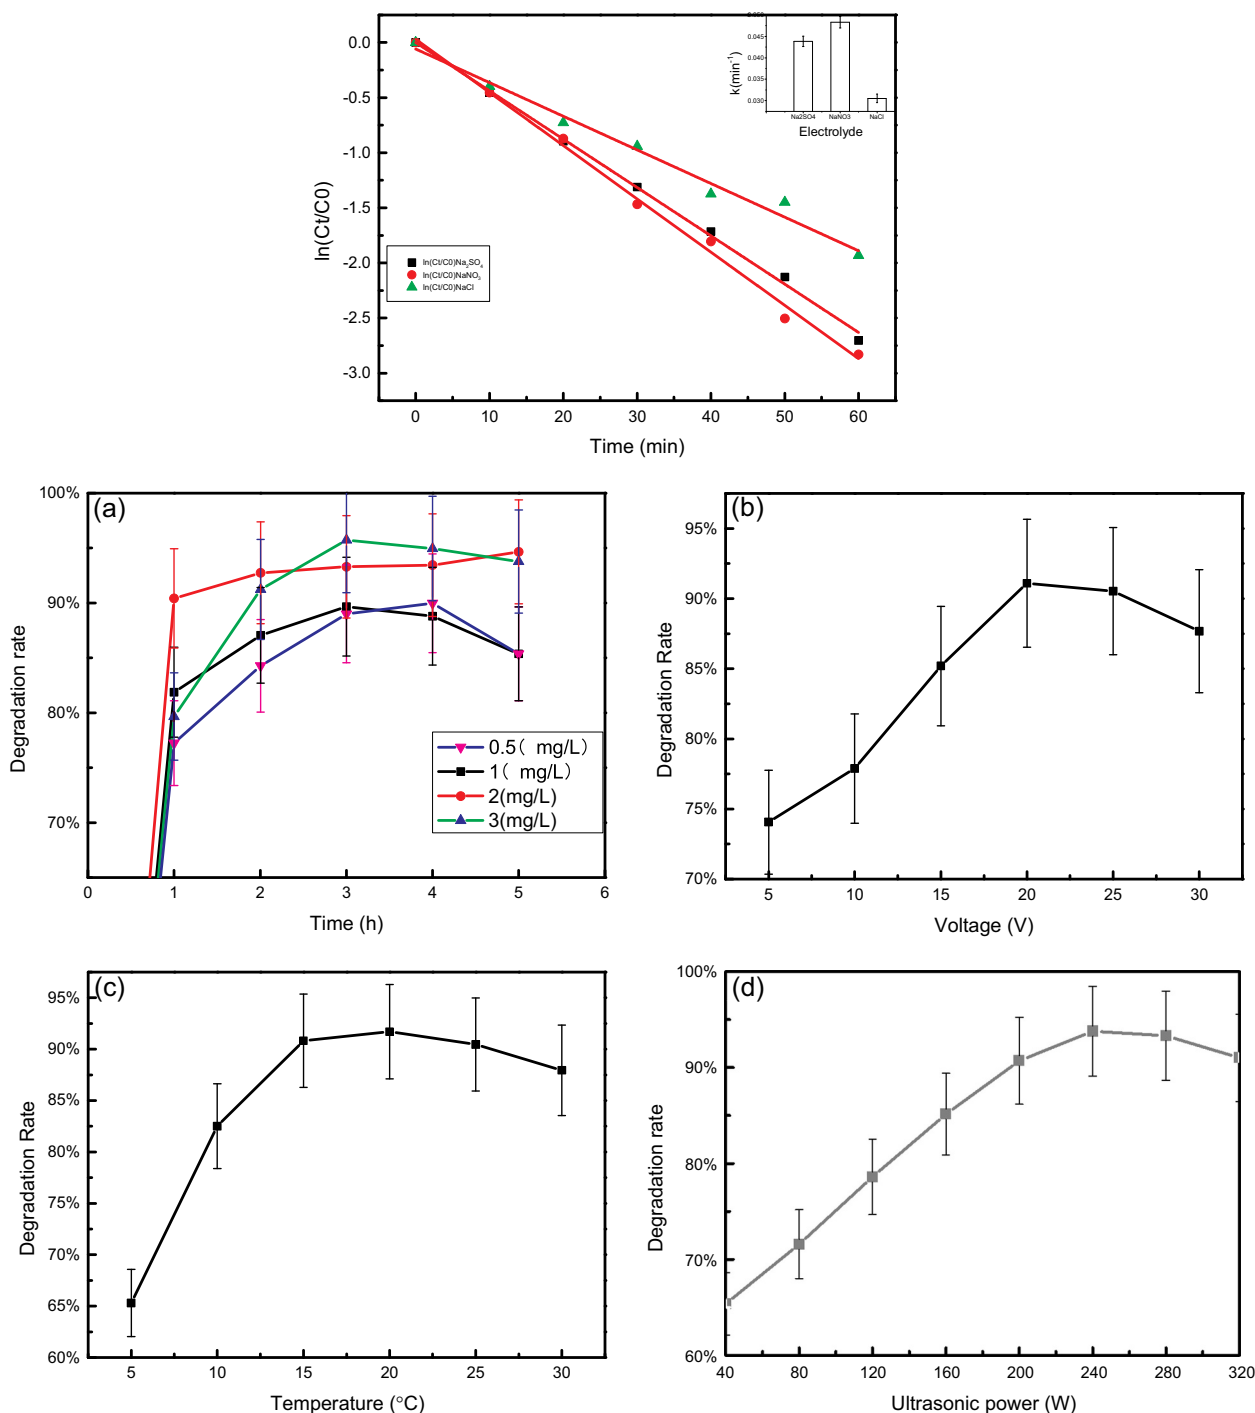 0.0
-0.5
-1.0
-1.5
-2.0
-2.5
-3.0
ln(Ct/C0)
0 10 20 30 40 50 60
Time (min)
ln(Ct/C0)Na₂SO₄
ln(Ct/C0)NaNO₃
ln(Ct/C0)NaCl
0.050
0.045
0.040
0.035
0.030
k(min⁻¹)
Na2SO4 NaNO3 NaCl
Electrolyde
(a)
100%
90%
80%
70%
Degradation rate
0 1 2 3 4 5 6
Time (h)
0.5( mg/L)
1( mg/L)
2(mg/L)
3(mg/L)
(b)
95%
90%
85%
80%
75%
70%
Degradation Rate
5 10 15 20 25 30
Voltage (V)
(c)
95%
90%
85%
80%
75%
70%
65%
60%
Degradation Rate
5 10 15 20 25 30
Temperature (°C)
(d)
100%
90%
80%
70%
60%
Degradation rate
40 80 120 160 200 240 280 320
Ultrasonic power (W)